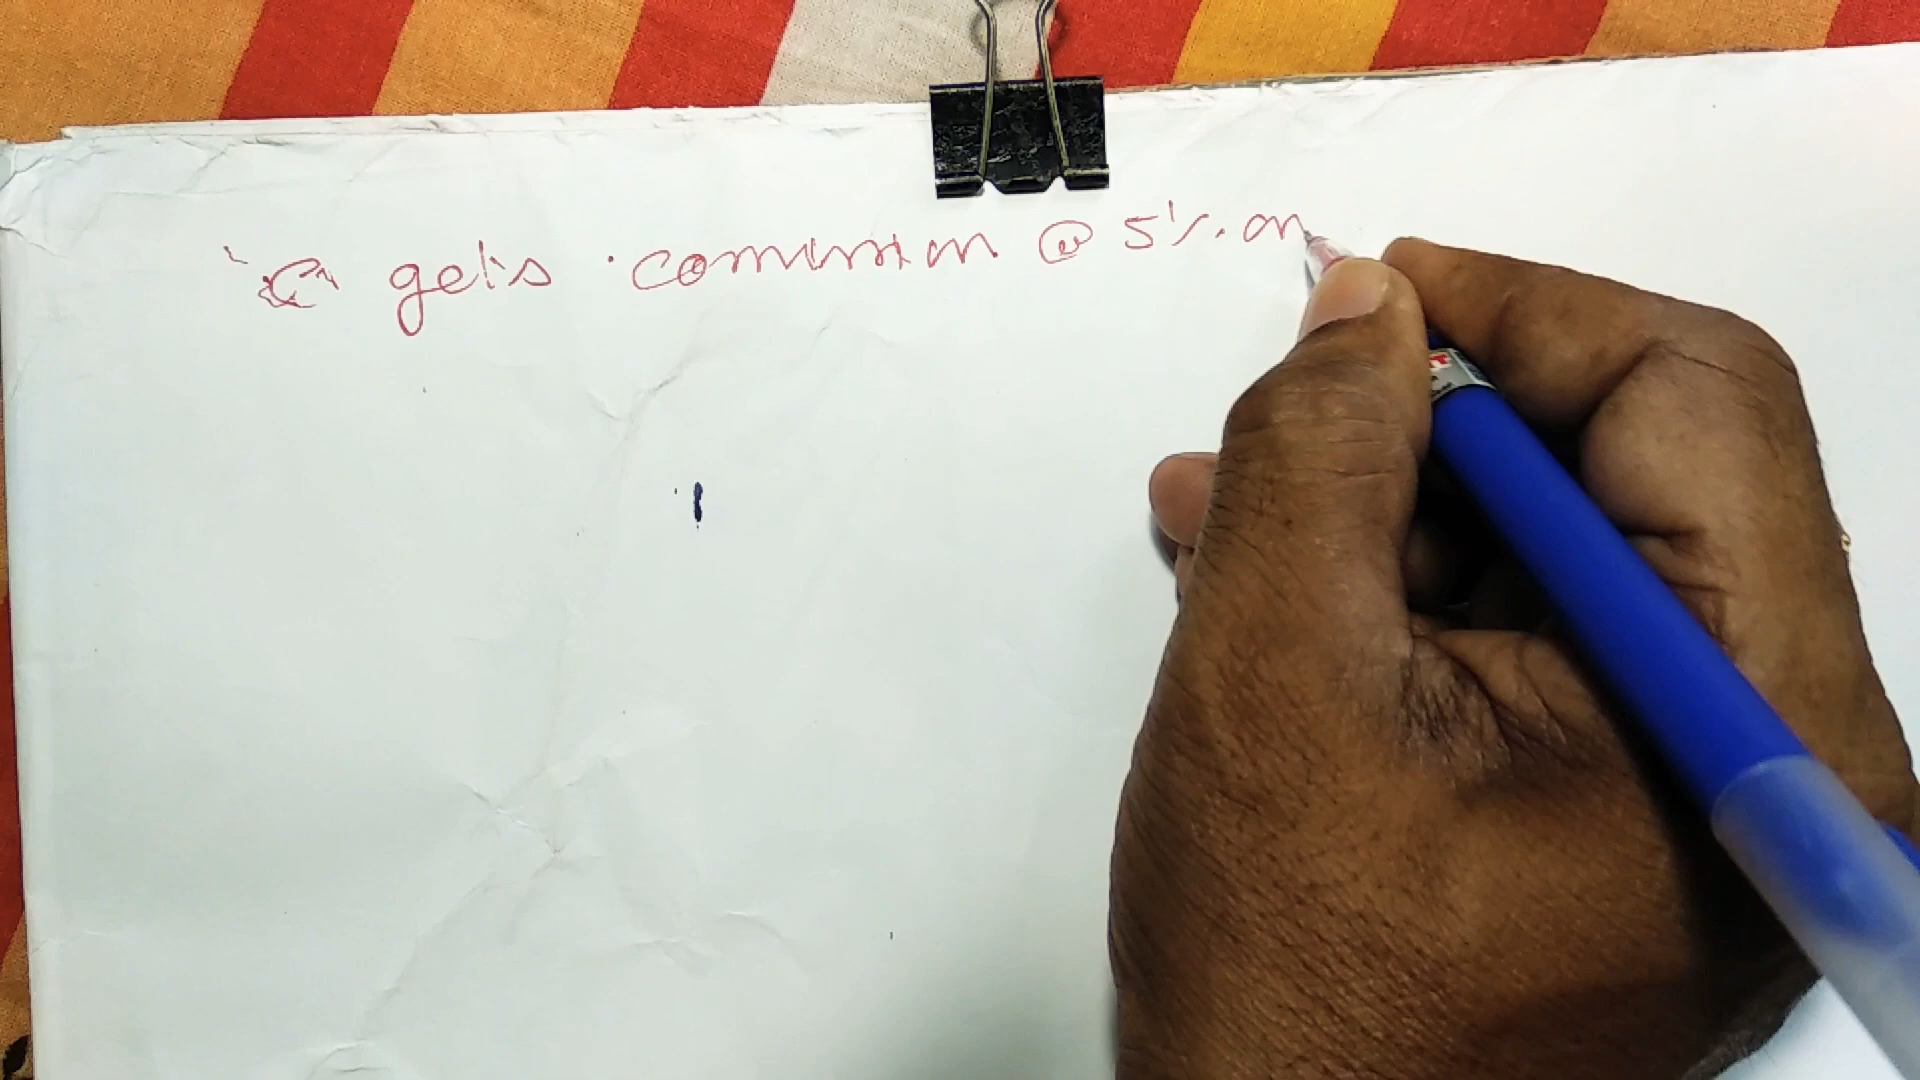 "C" gets commission @ 5% on